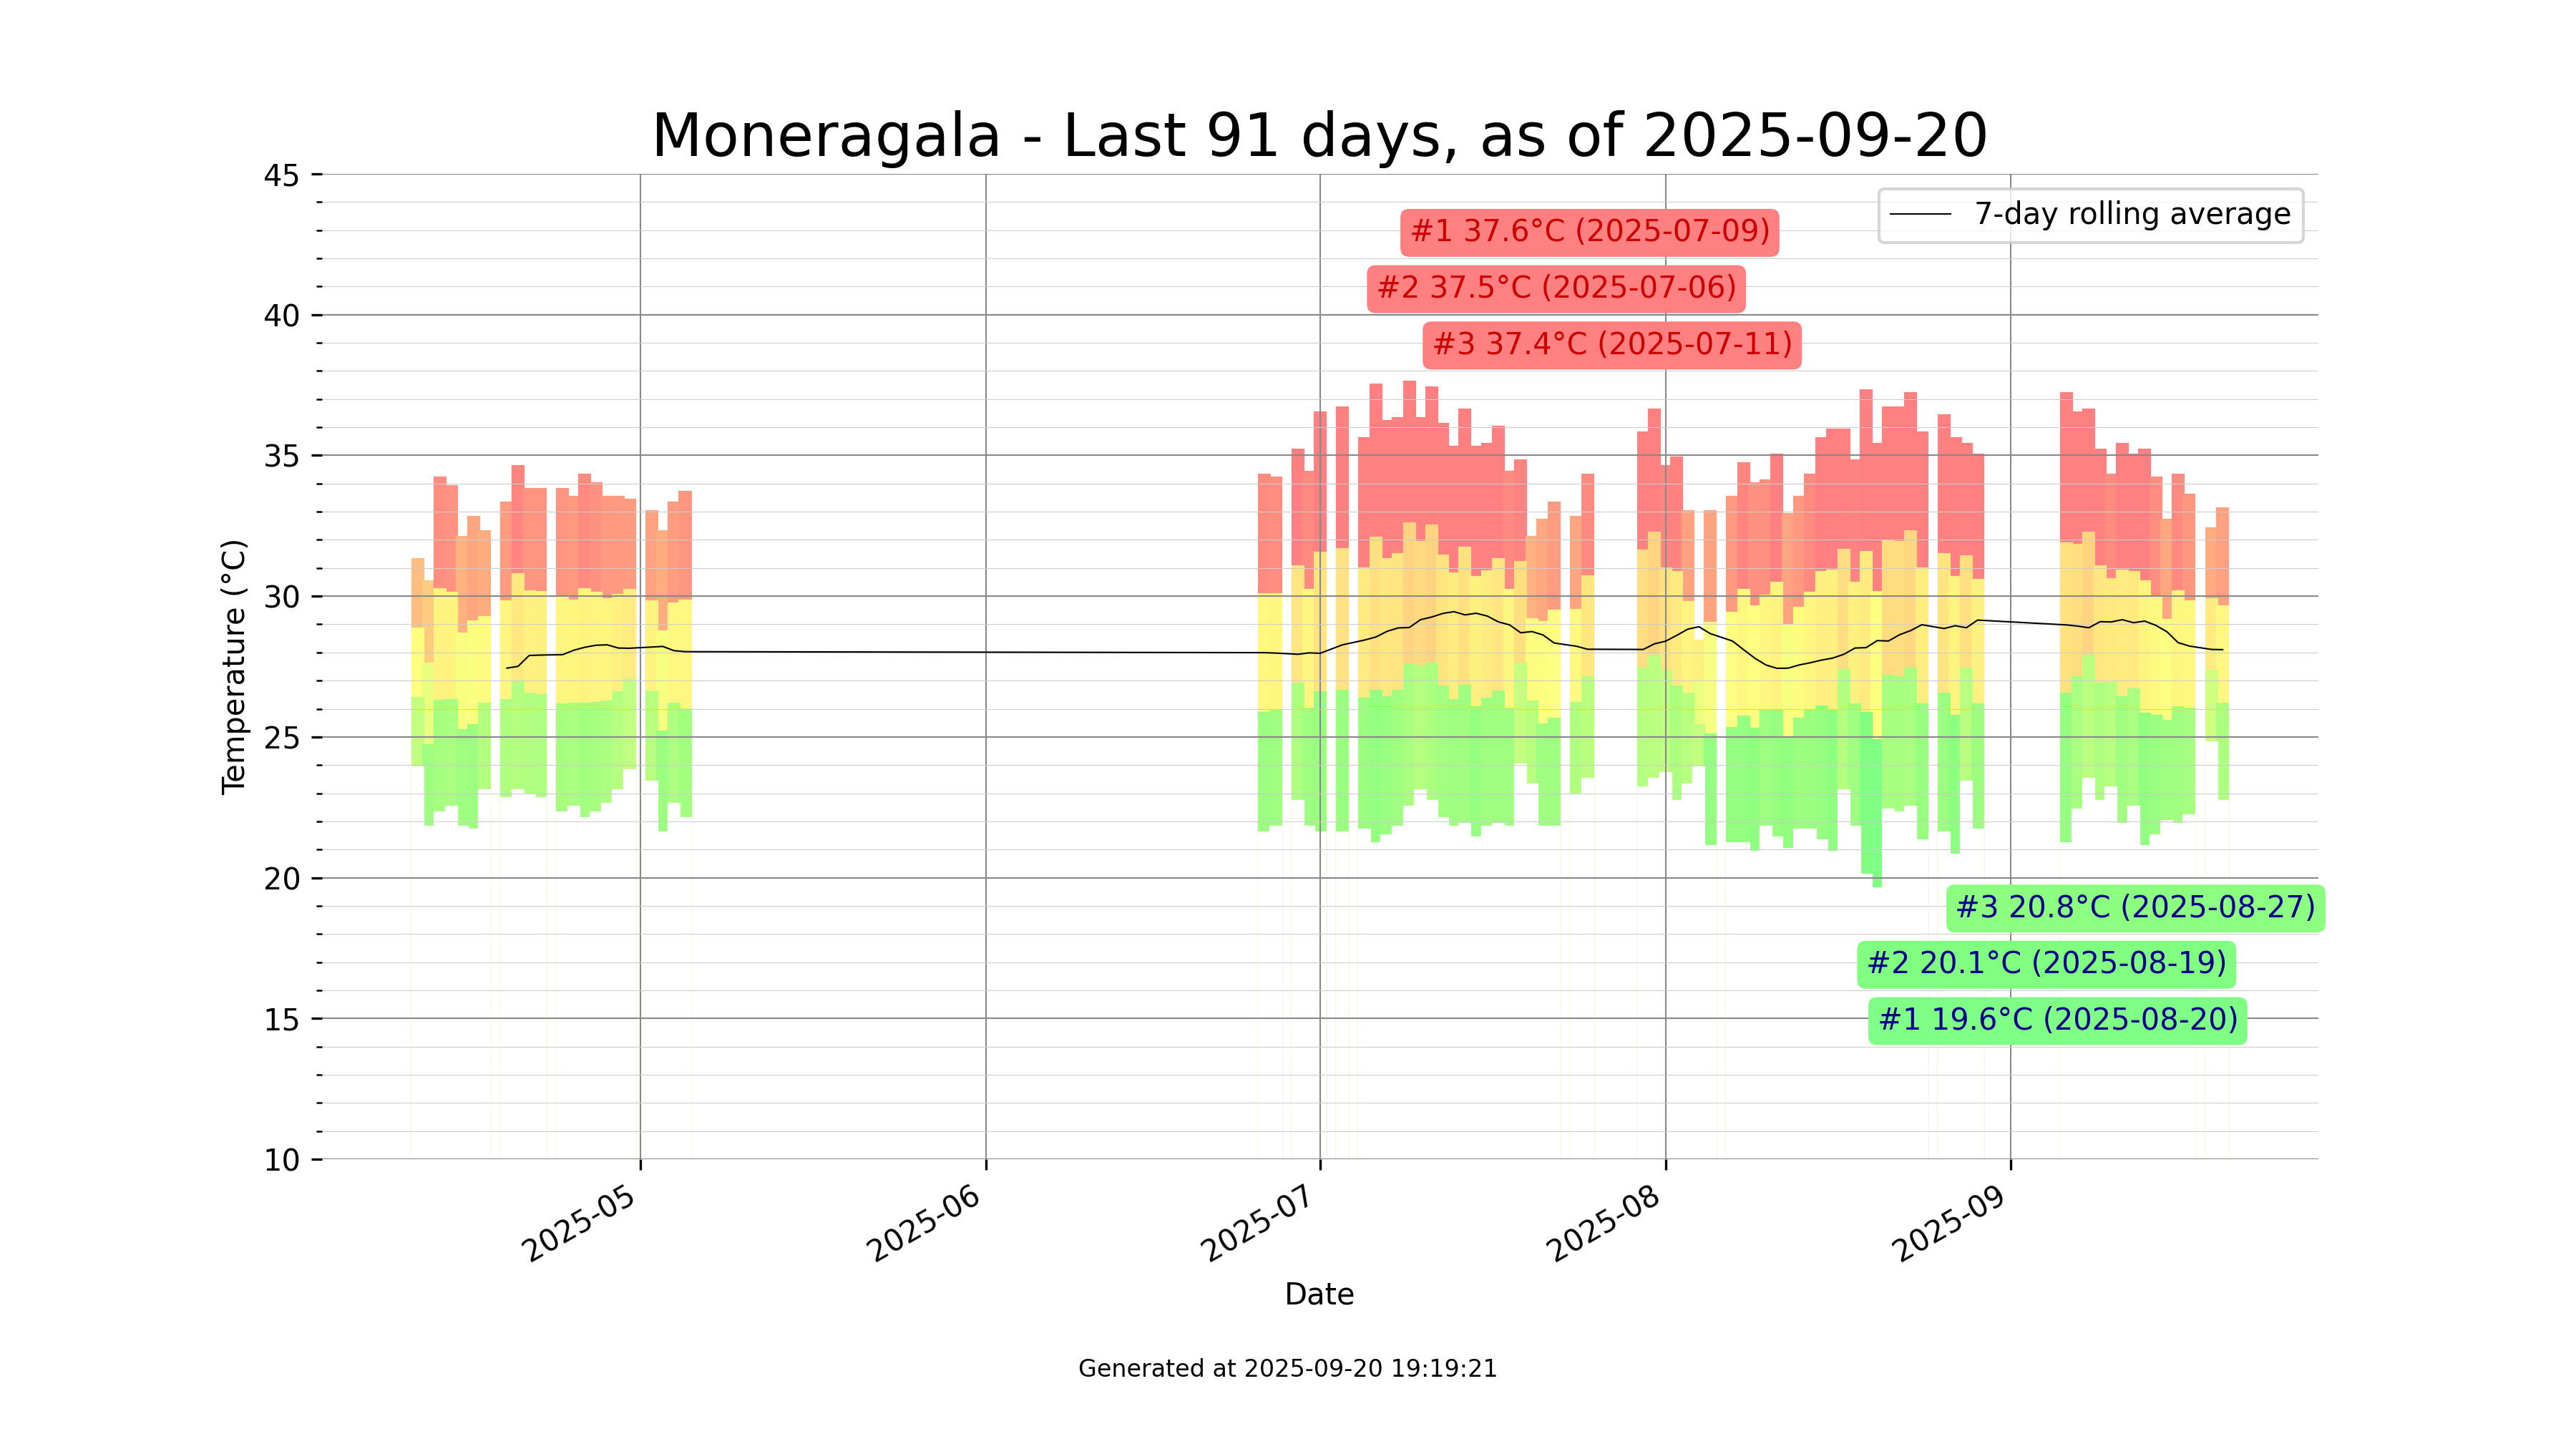 Moneragala - Last 91 days, as of 2025-09-20
7-day rolling average
#1 37.6°C (2025-07-09)
#2 37.5°C (2025-07-06)
#3 37.4°C (2025-07-11)
45
40
35
30
25
20
15
10
Temperature (°C)
#3 20.8°C (2025-08-27)
#2 20.1°C (2025-08-19)
#1 19.6°C (2025-08-20)
2025-05
2025-06
2025-07
2025-08
2025-09
Date
Generated at 2025-09-20 19:19:21